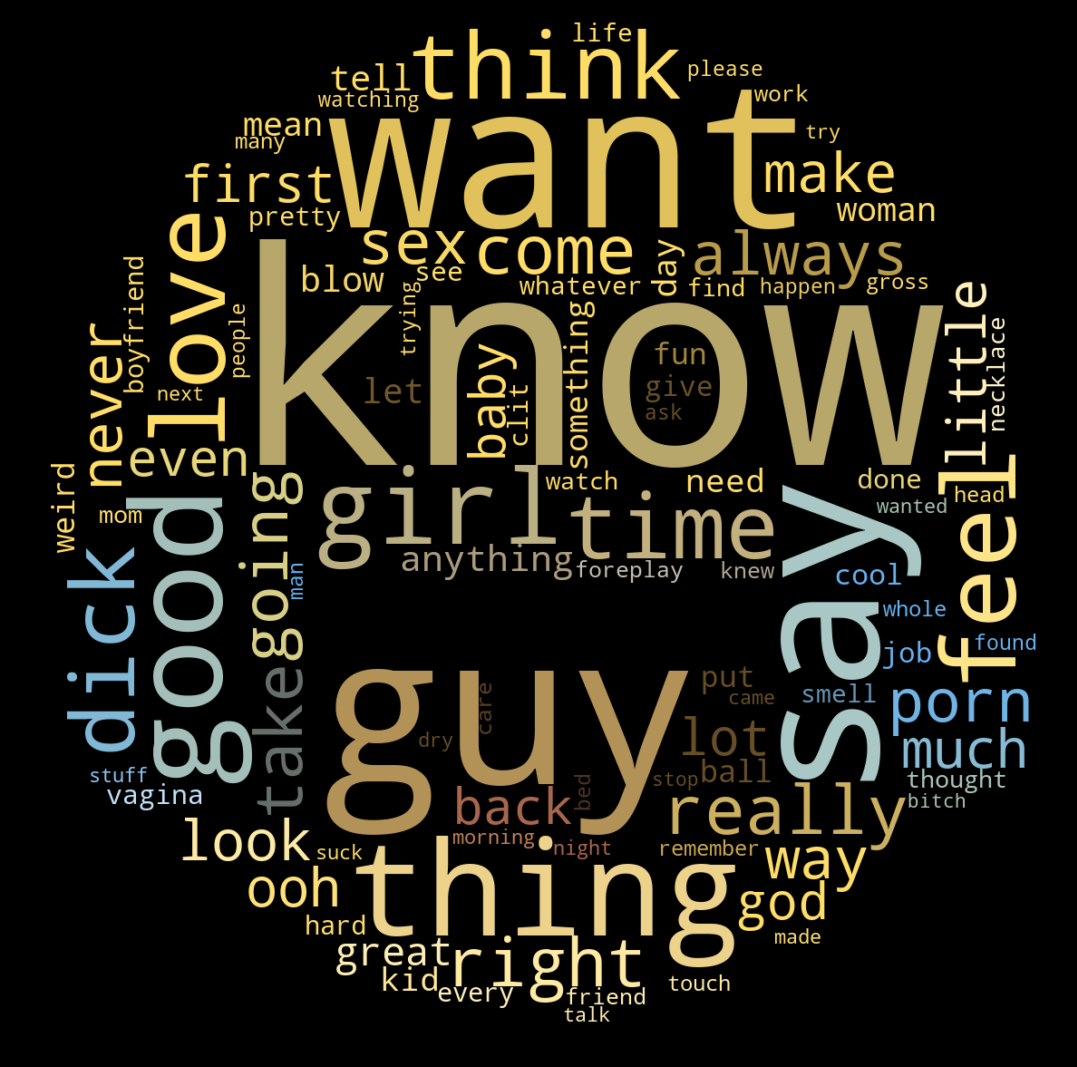 life
think
please
tell
work
watching
want
mean
try
many
make
first
woman
pretty
love
sex
come
always
day
blow
see
whatever
find
happen
gross
boyfriend
people
trying
know
something
little
necklace
never
next
let
baby
clit
fun
give
ask
even
weird
mom
good
going
girl
time
watch
need
done
head
wanted
feel
anything
foreplay
knew
say
cool
man
dick
whole
found
job
take
guy
put
came
smell
porn
care
dry
lot
much
stuff
vagina
stop
ball
thought
bitch
back
bed
really
morning
night
remember
look
suck
way
thing
ooh
god
hard
made
great
right
kid
every
friend
touch
talk